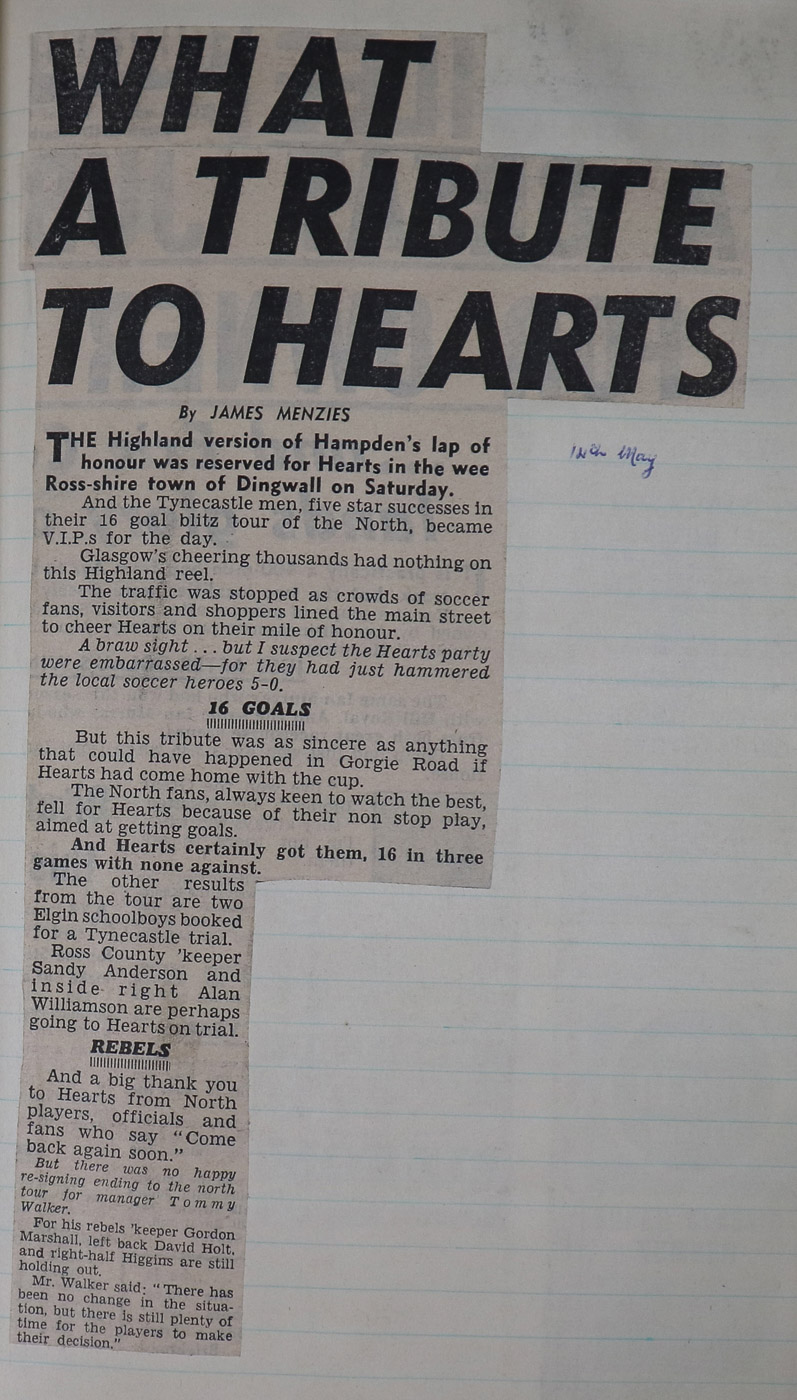 WHAT
A TRIBUTE
TO HEARTS
By JAMES MENZIES
THE Highland version of Hampden's lap of
honour was reserved for Hearts in the wee
Ross-shire town of Dingwall on Saturday.
And the Tynecastle men, five star successes in
their 16 goal blitz tour of the North, became
V.I.P.s for the day.
Glasgow's cheering thousands had nothing on
this Highland reel.
The traffic was stopped as crowds of soccer
fans, visitors and shoppers lined the main street
to cheer Hearts on their mile of honour.
A braw sight . . . but I suspect the Hearts party
were embarrassed—for they had just hammered
the local soccer heroes 5-0.
16 GOALS
But this tribute was as sincere as anything
that could have happened in Gorgie Road if
Hearts had come home with the cup.
The North fans, always keen to watch the best,
fell for Hearts because of their non stop play,
aimed at getting goals.
And Hearts certainly got them, 16 in three
games with none against.
The other results
from the tour are two
Elgin schoolboys booked
for a Tynecastle trial.
Ross County 'keeper
Sandy Anderson and
inside right Alan
Williamson are perhaps
going to Hearts on trial.
REBELS
And a big thank you
to Hearts from North
players, officials and
fans who say "Come
back again soon."
But there was no happy
re-signing ending to the north
tour for manager Tommy
Walker.
For his rebels 'keeper Gordon
Marshall, left back David Holt,
and right-half Higgins are still
holding out.
Mr. Walker said: "There has
been no change in the situa-
tion, but there is still plenty of
time for the players to make
their decision."
May